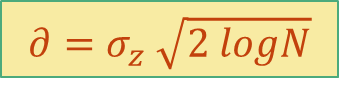 ∂ = σ_z √(2 logN)